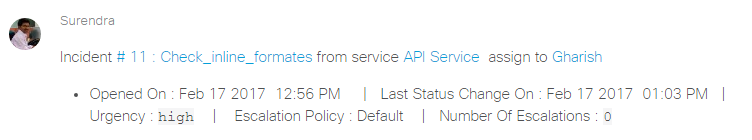 Surendra
Incident # 11 : Check_inline_formates from service API Service assign to Gharish
• Opened On : Feb 17 2017 12:56 PM | Last Status Change On : Feb 17 2017 01:03 PM |
Urgency : high | Escalation Policy : Default | Number Of Escalations : 0